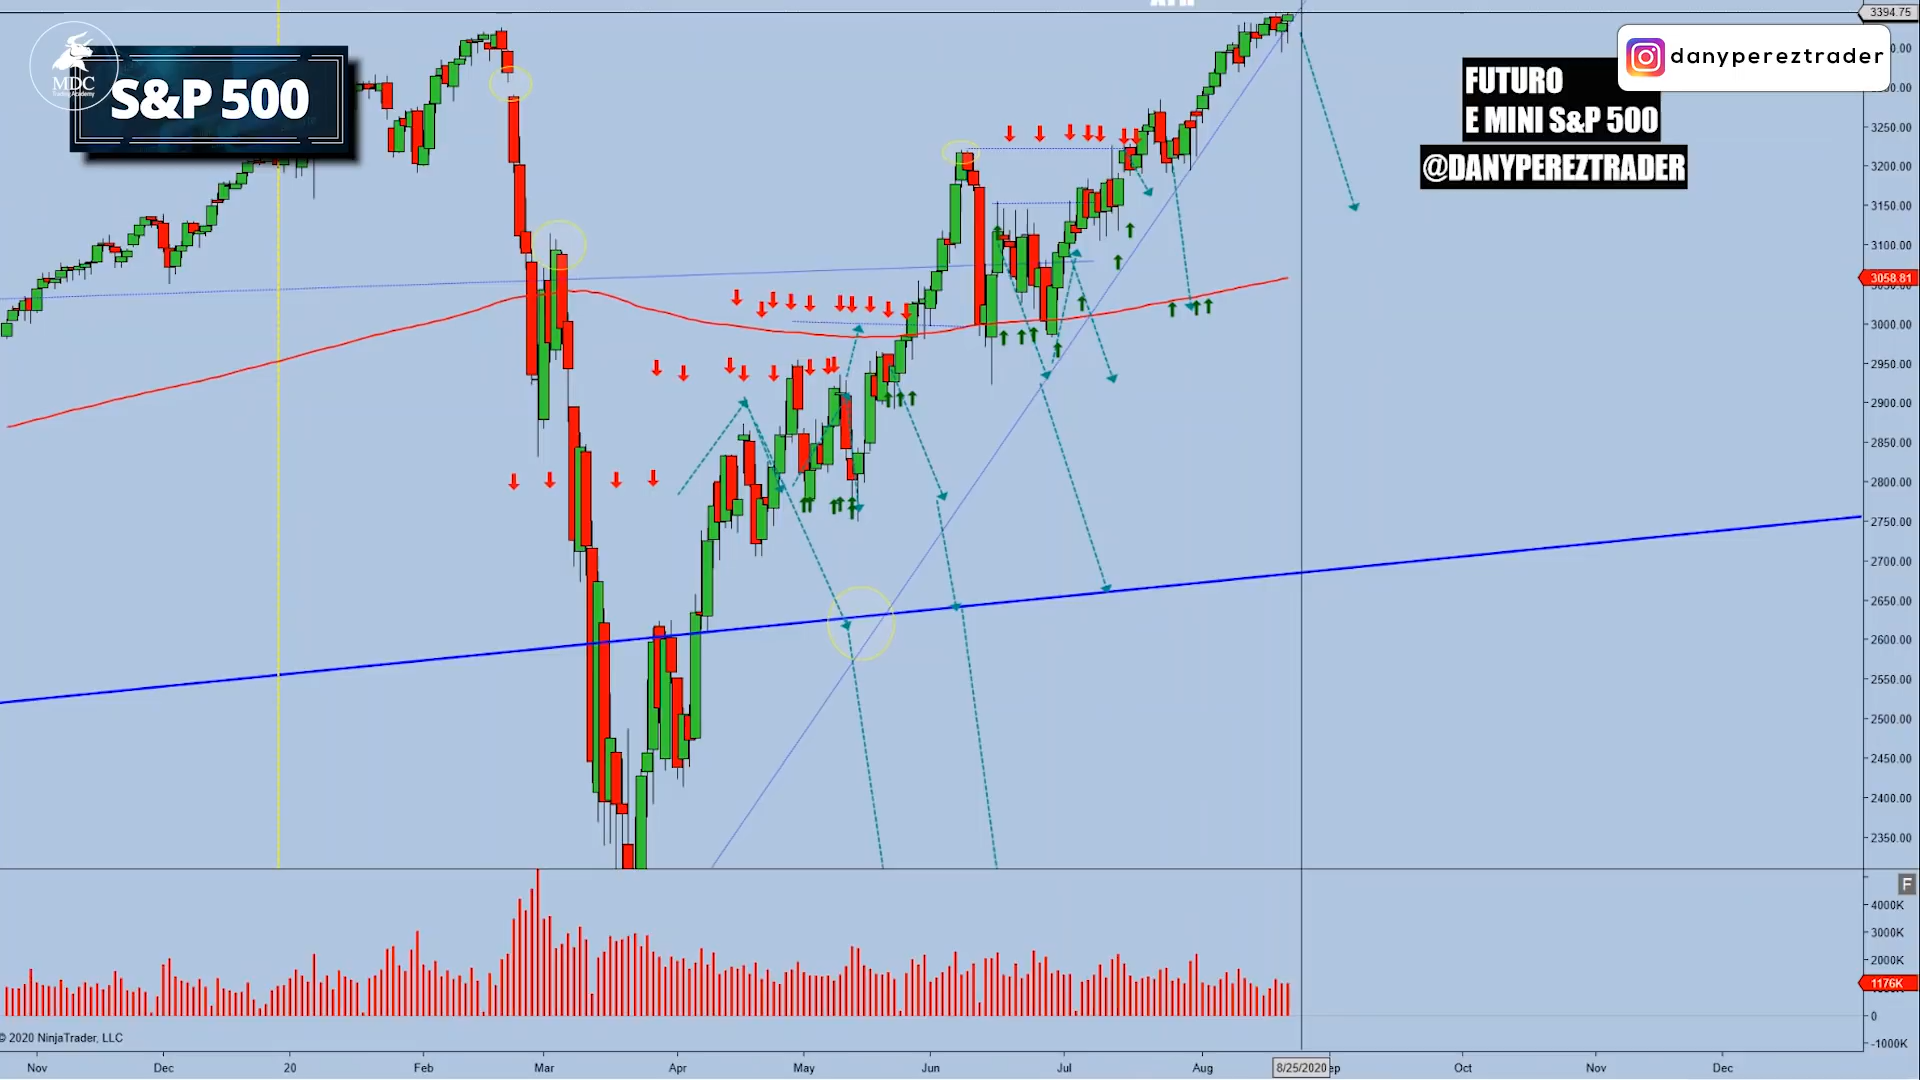 3394.75
MDC
S&P 500
danypereztrader
FUTURO
E MINI S&P 500
@DANYPEREZTRADER
3250.00
3200.00
3150.00
3100.00
3058.81
3000.00
2950.00
2900.00
2850.00
2800.00
2750.00
2700.00
2650.00
2600.00
2550.00
2500.00
2450.00
2400.00
2350.00
F
4000K
3000K
2000K
1176K
0
-1000K
© 2020 NinjaTrader, LLC
Nov Dec 20 Feb Mar Apr May Jun Jul Aug 8/25/2020 ep Oct Nov Dec